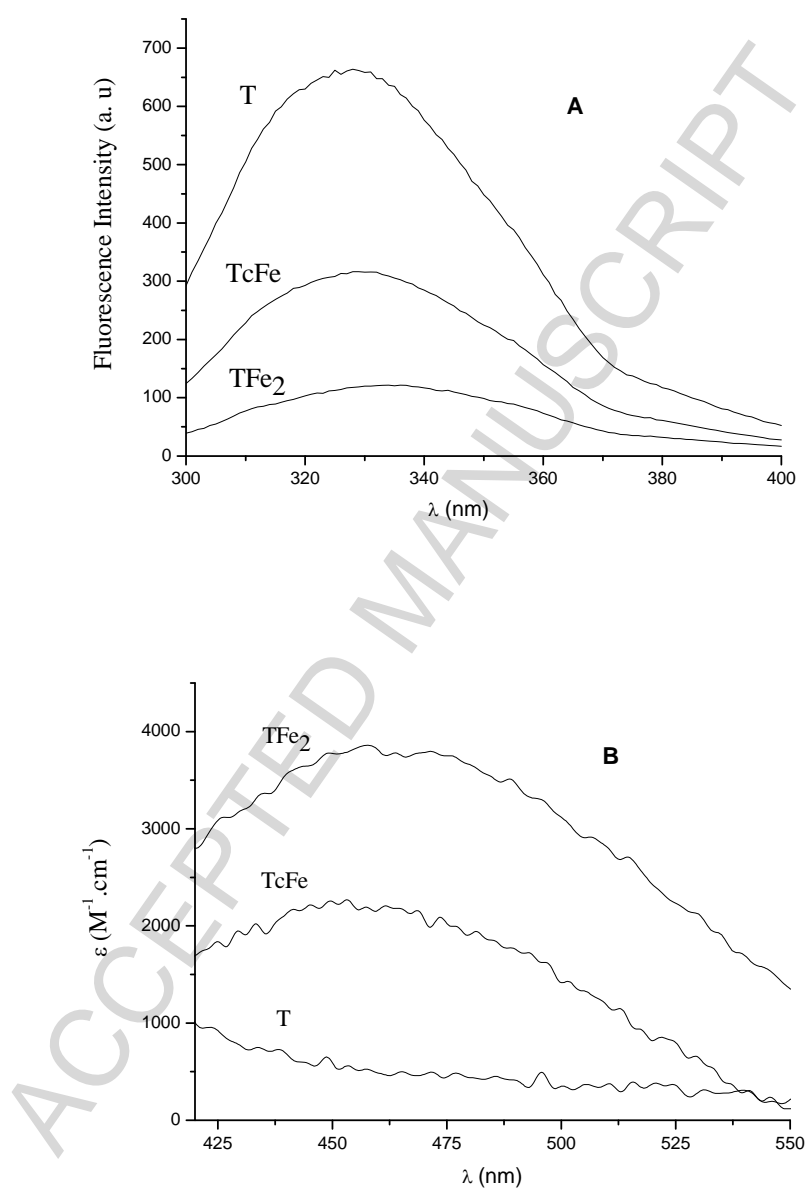 700
600
500
400
300
200
100
0
Fluorescence Intensity (a. u)
T
A
TcFe
TFe2
300 320 340 360 380 400
λ (nm)
4000
3000
2000
1000
0
ε (M-1.cm-1)
TFe2
B
TcFe
T
425 450 475 500 525 550
λ (nm)
ACCEPTED MANUSCRIPT